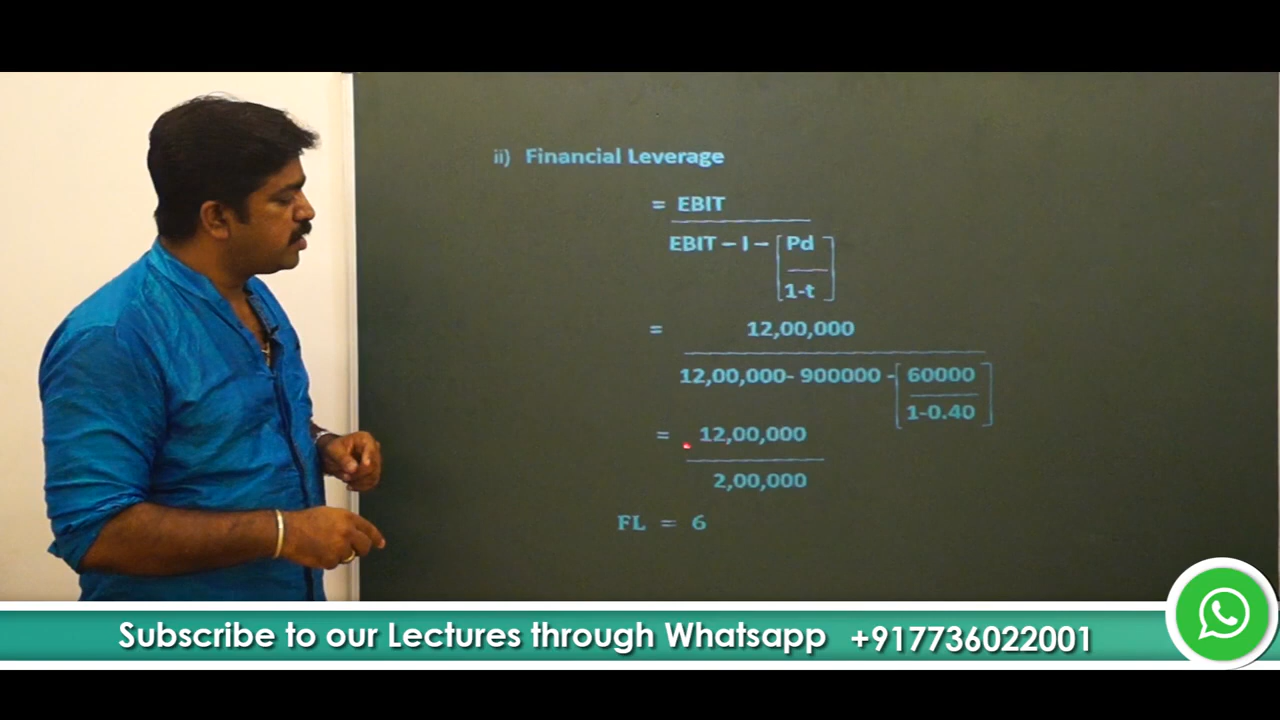 ii) Financial Leverage
= EBIT
EBIT – I – [Pd
1-t]
= 12,00,000
12,00,000- 900000 -[60000
1-0.40]
= 12,00,000
2,00,000
FL = 6
Subscribe to our Lectures through Whatsapp +917736022001